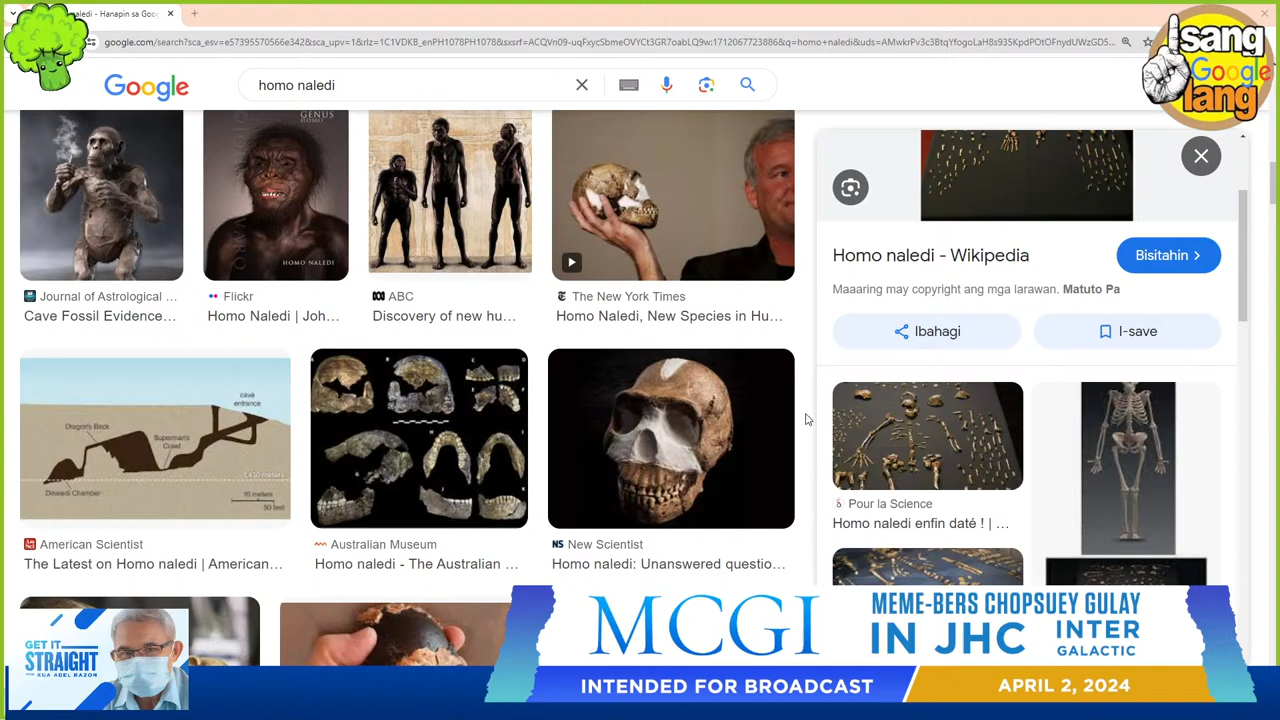 naledi - Hanapin sa Goo
google.com/search?sca_esv=e57395570566e342&sca_upv=1&rlz=1C1VDKB_enPH1078PH1078&sxsrf=
Isang
Google
lang
Google
homo naledi
GENUS
HOMO
HOMO NALEDI
Journal of Astrological ...
Cave Fossil Evidence...
Flickr
Homo Naledi | Joh...
ABC
Discovery of new hu...
The New York Times
Homo Naledi, New Species in Hu...
Homo naledi - Wikipedia
Bisitahin
Maaaring may copyright ang mga larawan. Matuto Pa
Ibahagi
I-save
cave
entrance
Dragon's Back
Superman's
Crawl
Dinaledi Chamber
10 meters
50 feet
American Scientist
The Latest on Homo naledi | American...
Australian Museum
Homo naledi - The Australian ...
NS New Scientist
Homo naledi: Unanswered questio...
Pour la Science
Homo naledi enfin daté ! | ...
GET IT
STRAIGHT
MCGI
MEME-BERS CHOPSUEY GULAY
IN JHC
INTER
GALACTIC
INTENDED FOR BROADCAST
APRIL 2, 2024